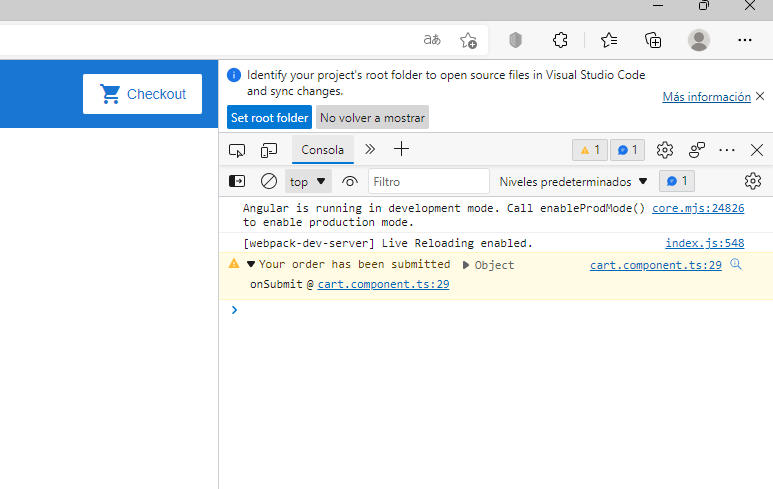 aあ
Checkout
Identify your project's root folder to open source files in Visual Studio Code
and sync changes.
Más información
Set root folder
No volver a mostrar
Consola
1
1
top
Filtro
Niveles predeterminados
1
Angular is running in development mode. Call enableProdMode() core.mjs:24826
to enable production mode.
[webpack-dev-server] Live Reloading enabled. index.js:548
Your order has been submitted Object cart.component.ts:29
onSubmit @ cart.component.ts:29